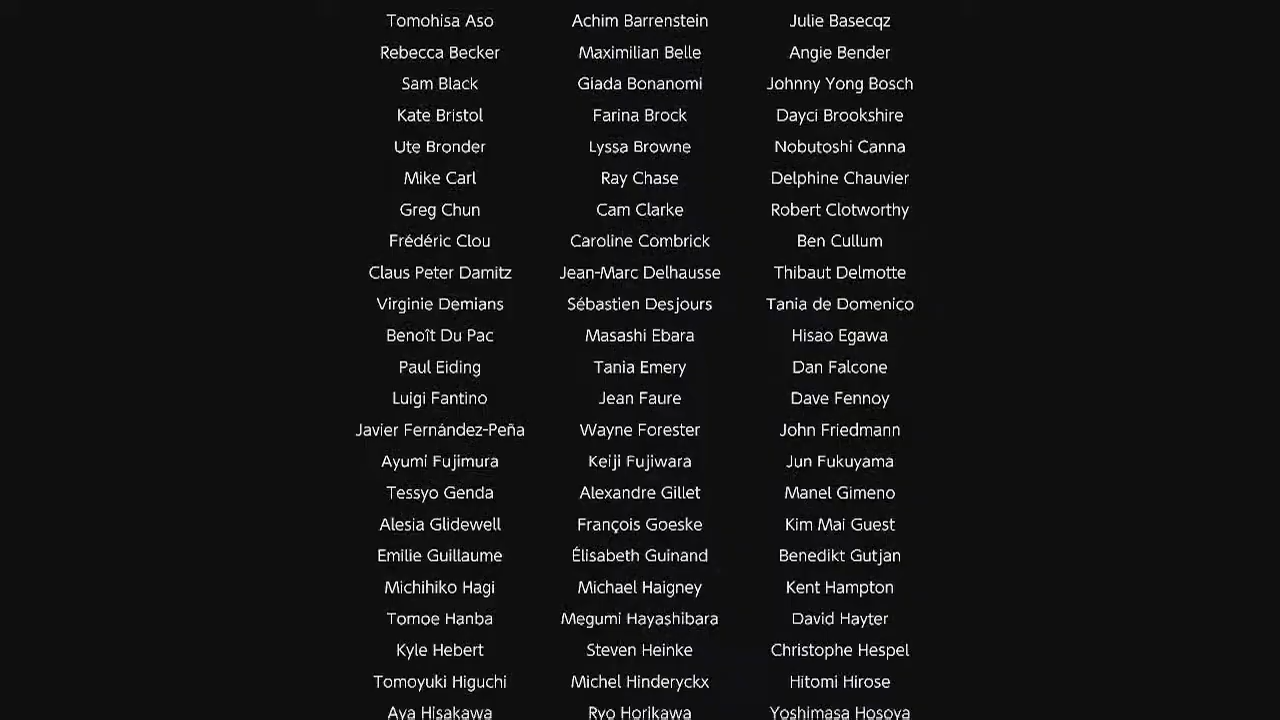 Tomohisa Aso Achim Barrenstein Julie Basecqz
Rebecca Becker Maximilian Belle Angie Bender
Sam Black Giada Bonanomi Johnny Yong Bosch
Kate Bristol Farina Brock Dayci Brookshire
Ute Bronder Lyssa Browne Nobutoshi Canna
Mike Carl Ray Chase Delphine Chauvier
Greg Chun Cam Clarke Robert Clotworthy
Frédéric Clou Caroline Combrick Ben Cullum
Claus Peter Damitz Jean-Marc Delhausse Thibaut Delmotte
Virginie Demians Sébastien Desjours Tania de Domenico
Benoît Du Pac Masashi Ebara Hisao Egawa
Paul Eiding Tania Emery Dan Falcone
Luigi Fantino Jean Faure Dave Fennoy
Javier Fernández-Peña Wayne Forester John Friedmann
Ayumi Fujimura Keiji Fujiwara Jun Fukuyama
Tessyo Genda Alexandre Gillet Manel Gimeno
Alesia Glidewell François Goeske Kim Mai Guest
Emilie Guillaume Élisabeth Guinand Benedikt Gutjan
Michihiko Hagi Michael Haigney Kent Hampton
Tomoe Hanba Megumi Hayashibara David Hayter
Kyle Hebert Steven Heinke Christophe Hespel
Tomoyuki Higuchi Michel Hinderyckx Hitomi Hirose
Aya Hisakawa Ryo Horikawa Yoshimasa Hosoya